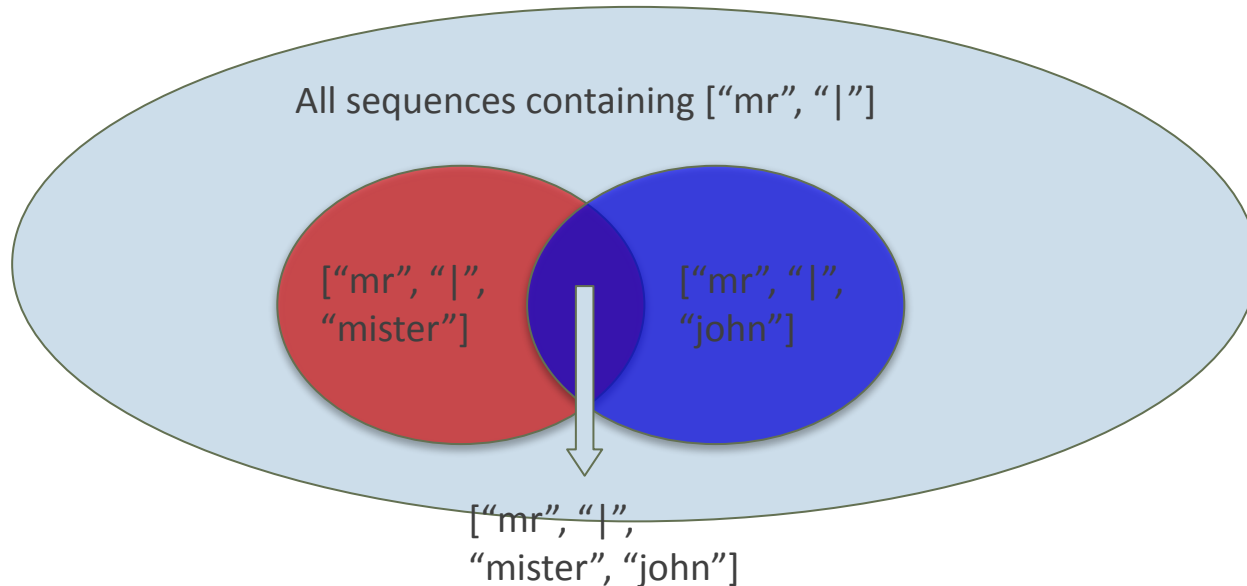 All sequences containing [“mr”, “|”]
[“mr”, “|”,
“mister”]
[“mr”, “|”,
“john”]
[“mr”, “|”,
“mister”, “john”]